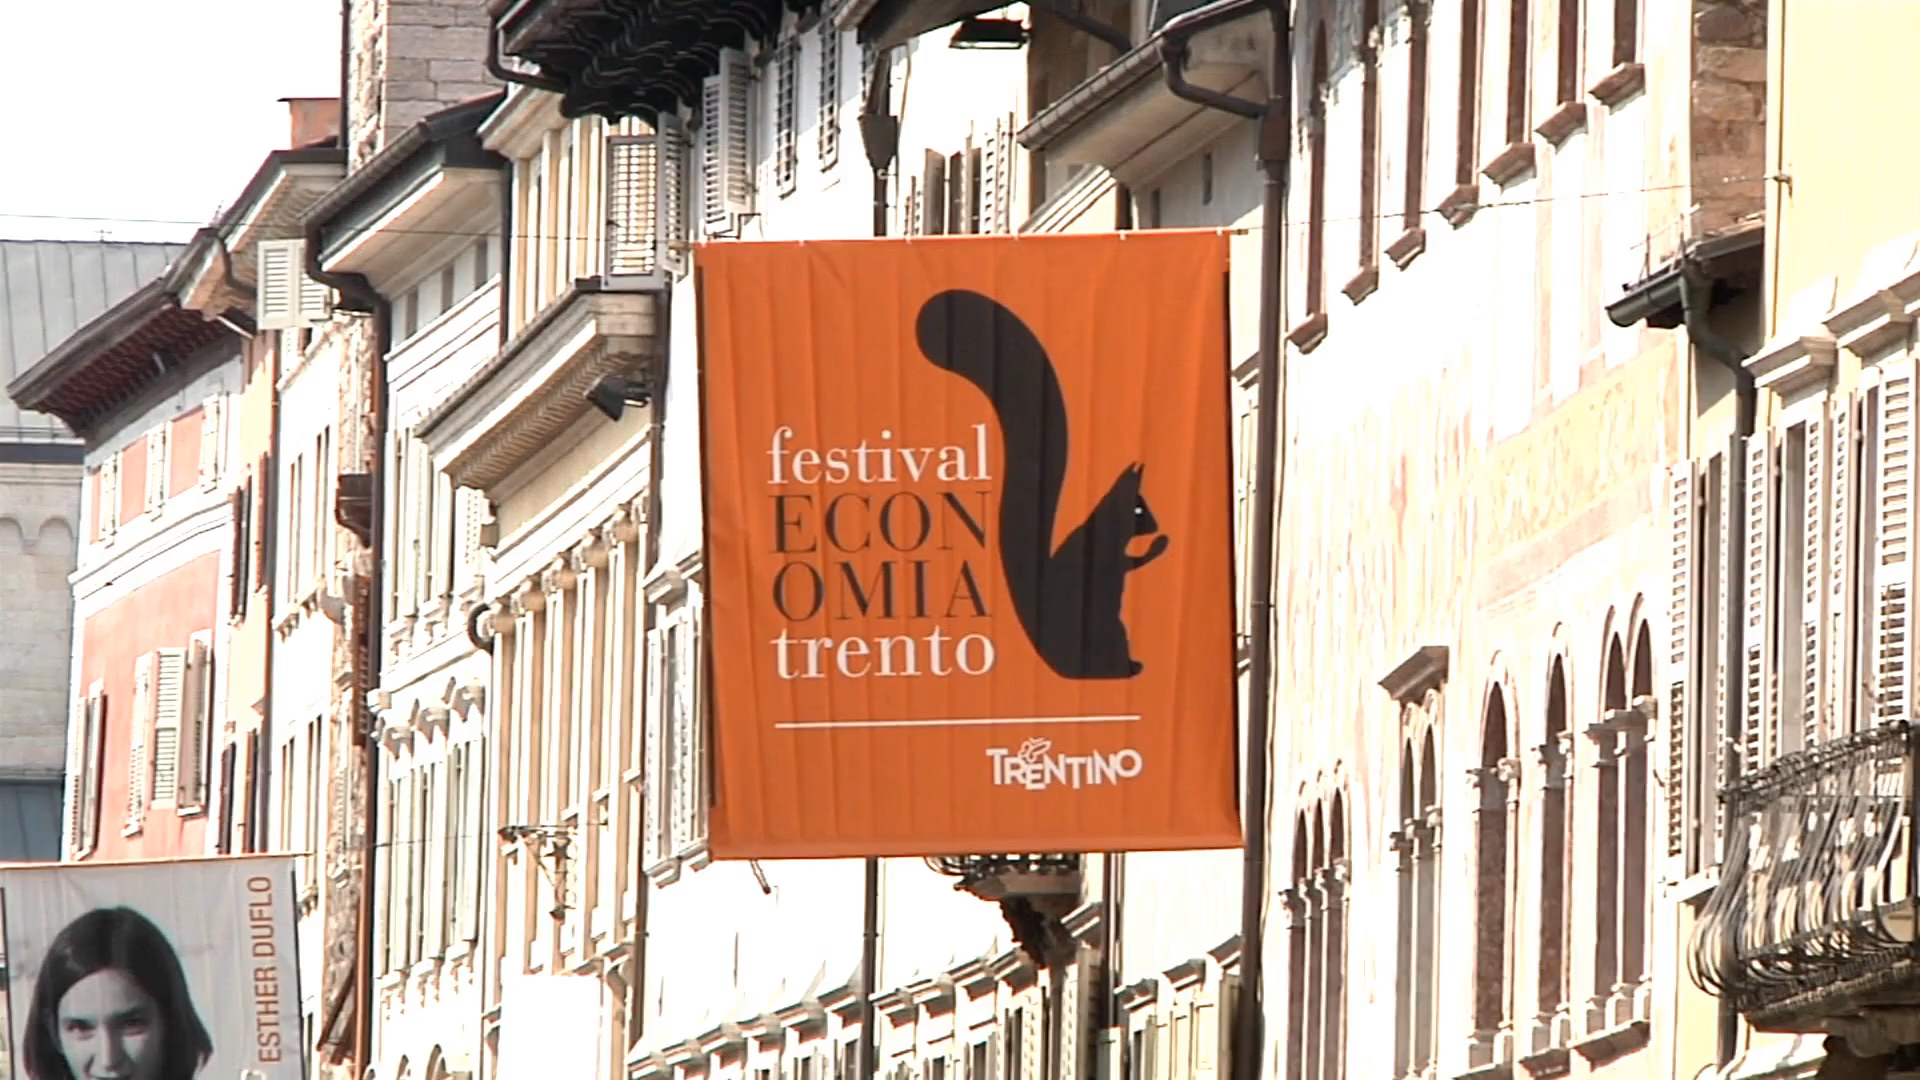 festival
ECON
OMIA
trento
TRENTINO
ESTHER DUFLO